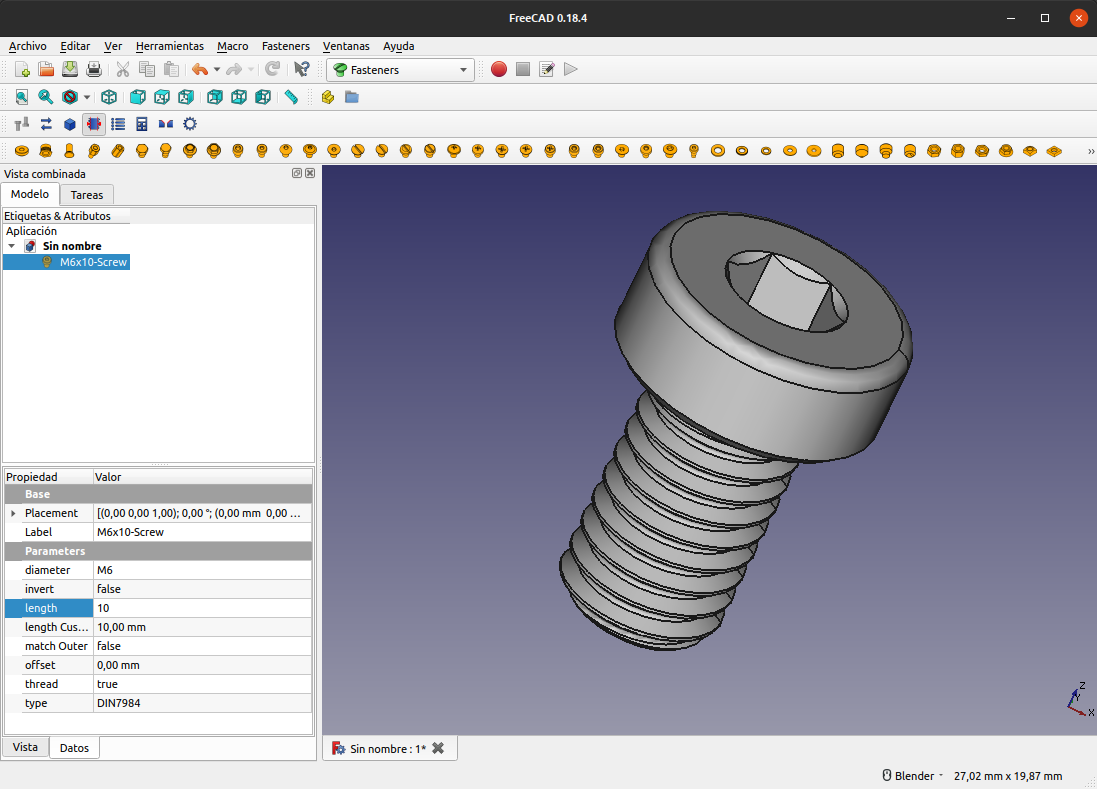 FreeCAD 0.18.4
Archivo Editar Ver Herramientas Macro Fasteners Ventanas Ayuda
Fasteners
»
Vista combinada
Modelo Tareas
Etiquetas & Atributos
Aplicación
Sin nombre
M6x10-Screw
Propiedad Valor
Base
Placement [(0,00 0,00 1,00); 0,00 °; (0,00 mm 0,00 ...
Label M6x10-Screw
Parameters
diameter M6
invert false
length 10
length Cus... 10,00 mm
match Outer false
offset 0,00 mm
thread true
type DIN7984
Z
Y
X
Vista Datos
Sin nombre : 1*
Blender 27,02 mm x 19,87 mm